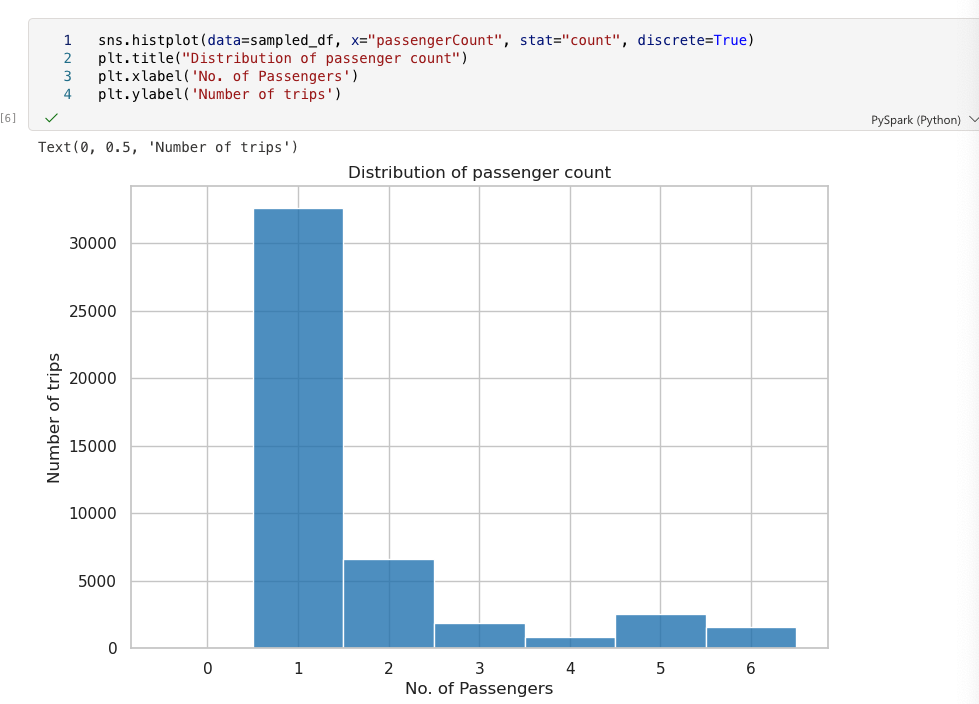 1 sns.histplot(data=sampled_df, x="passengerCount", stat="count", discrete=True)
2 plt.title("Distribution of passenger count")
3 plt.xlabel('No. of Passengers')
4 plt.ylabel('Number of trips')
[6]
PySpark (Python)
Text(0, 0.5, 'Number of trips')
Distribution of passenger count
30000
25000
20000
15000
10000
5000
0
Number of trips
0 1 2 3 4 5 6
No. of Passengers